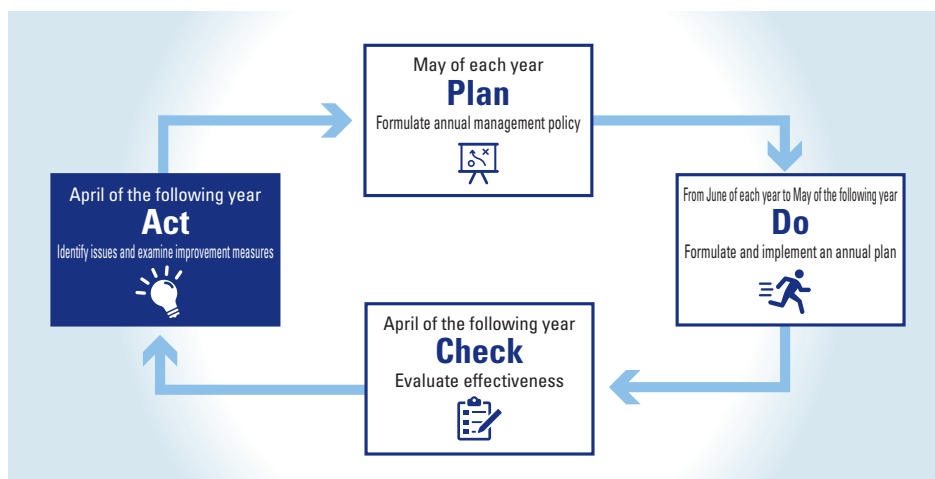 May of each year
Plan
Formulate annual management policy
From June of each year to May of the following year
Do
Formulate and implement an annual plan
April of the following year
Check
Evaluate effectiveness
April of the following year
Act
Identify issues and examine improvement measures